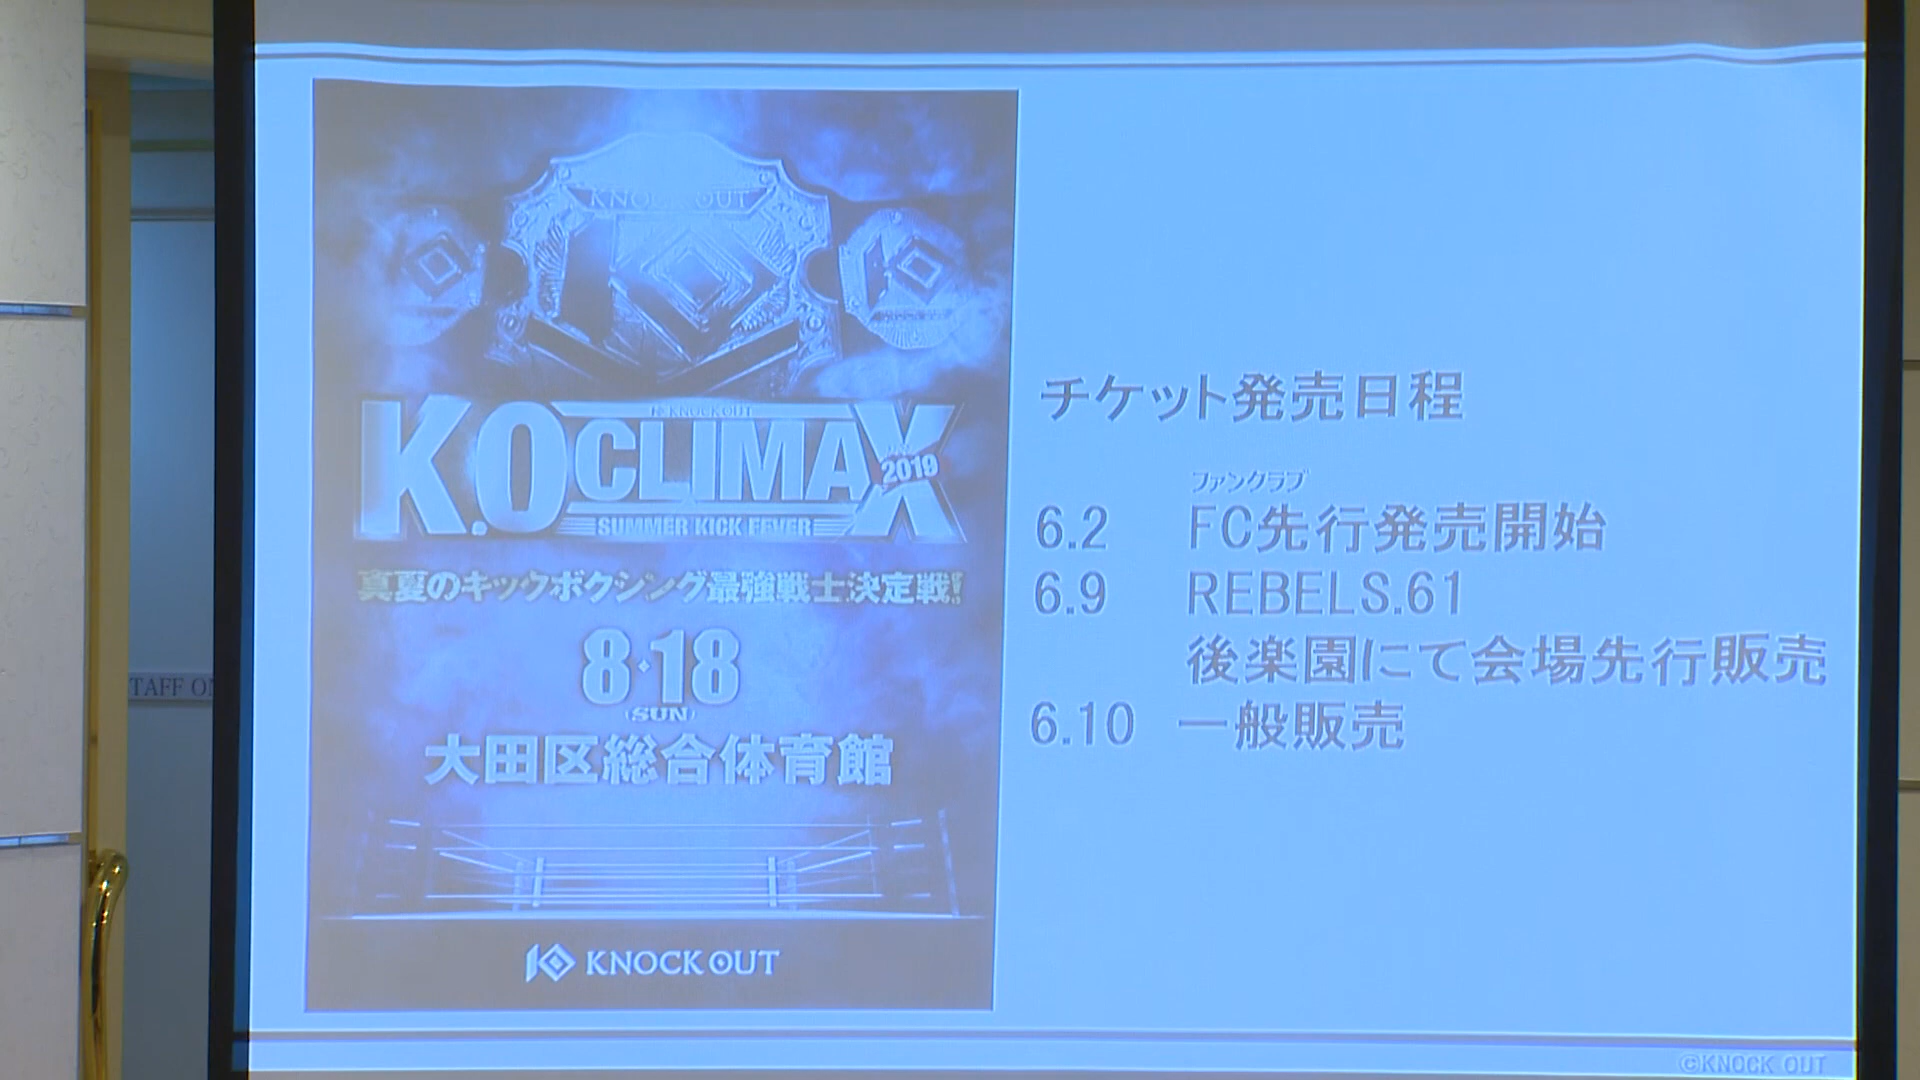 KNOCK OUT
KNOCK OUT
K.O CLIMAX
2019
SUMMER KICK FEVER
真夏のキックボクシング最強戦士決定戦!!
8・18
(SUN)
大田区総合体育館
KNOCK OUT
チケット発売日程
ファンクラブ
6.2 FC先行発売開始
6.9 REBELS.61
後楽園にて会場先行販売
6.10 一般販売
©KNOCK OUT
TAFF ON